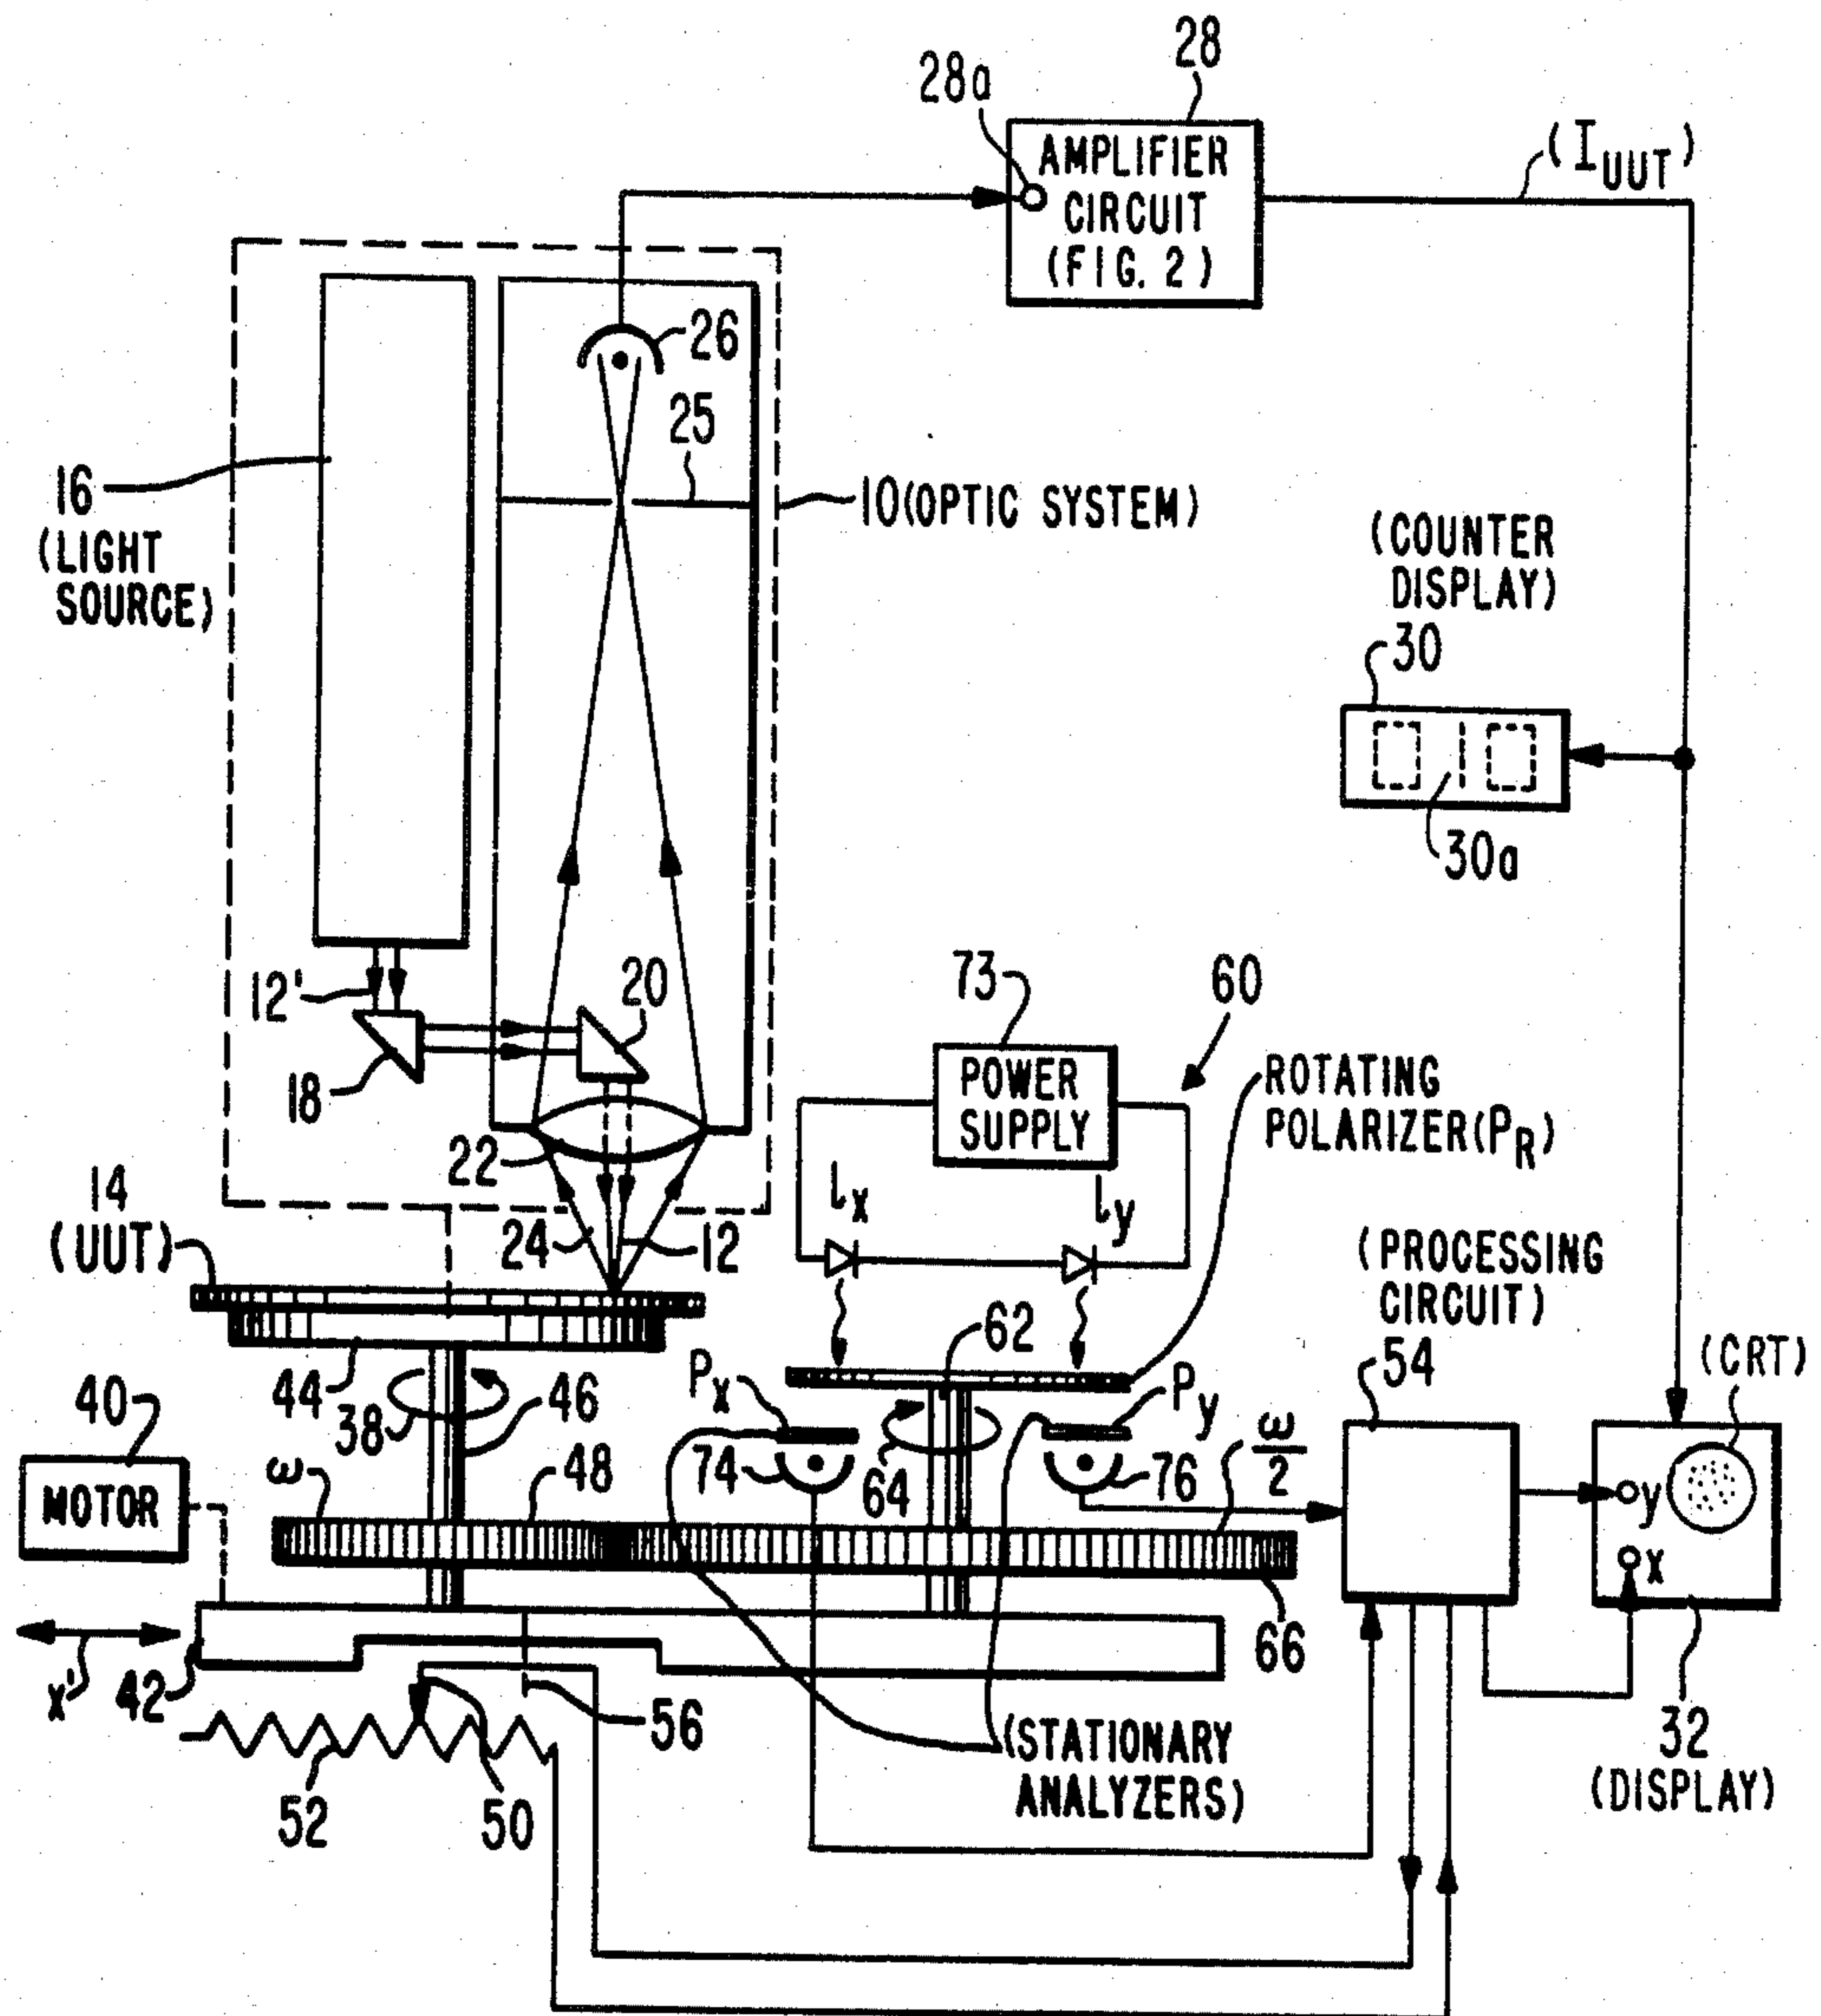 28
28a
AMPLIFIER
CIRCUIT
(FIG. 2)
(I_UUT)
26
25
16
(LIGHT
SOURCE)
10 (OPTIC SYSTEM)
(COUNTER
DISPLAY)
30
30a
12'
18
20
22
73
60
POWER
SUPPLY
ROTATING
POLARIZER (P_R)
l_x
l_y
14
(UUT)
24
12
(PROCESSING
CIRCUIT)
54
(CRT)
62
44
38
46
P_x
P_y
40
MOTOR
ω
48
74
64
76
ω/2
y
x
x'
42
66
56
52
50
(STATIONARY
ANALYZERS)
32
(DISPLAY)